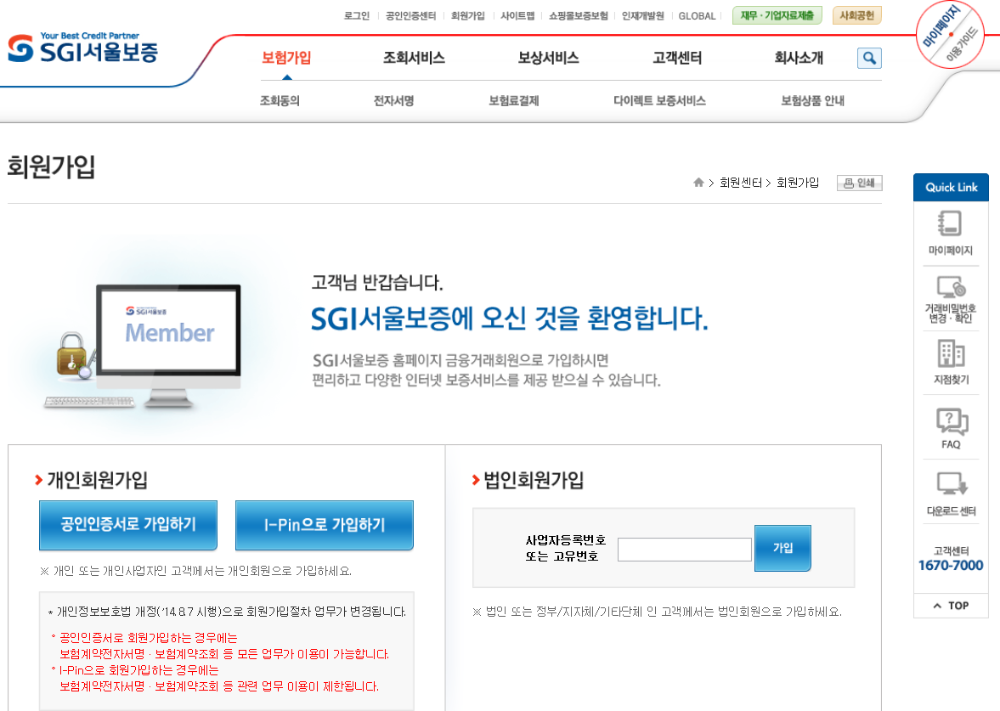 로그인 공인인증센터 회원가입 사이트맵 쇼핑몰보증보험 인재개발원 GLOBAL 재무·기업자료제출 사회공헌
마이페이지
이용가이드
Your Best Credit Partner
SGI서울보증
보험가입 조회서비스 보상서비스 고객센터 회사소개
조회동의 전자서명 보험료결제 다이렉트 보증서비스 보험상품 안내
회원가입
> 회원센터 > 회원가입 인쇄
Quick Link
마이페이지
거래비밀번호
변경·확인
지점찾기
FAQ
다운로드 센터
고객센터
1670-7000
TOP
SGI서울보증
Member
고객님 반갑습니다.
SGI서울보증에 오신 것을 환영합니다.
SGI서울보증 홈페이지 금융거래회원으로 가입하시면
편리하고 다양한 인터넷 보증서비스를 제공 받으실 수 있습니다.
개인회원가입
공인인증서로 가입하기 I-Pin으로 가입하기
※ 개인 또는 개인사업자인 고객께서는 개인회원으로 가입하세요.
* 개인정보보호법 개정('14.8.7 시행)으로 회원가입절차 업무가 변경됩니다.
* 공인인증서로 회원가입하는 경우에는
보험계약전자서명·보험계약조회 등 모든 업무가 이용이 가능합니다.
* I-Pin으로 회원가입하는 경우에는
보험계약전자서명·보험계약조회 등 관련 업무 이용이 제한됩니다.
법인회원가입
사업자등록번호
또는 고유번호
가입
※ 법인 또는 정부/지자체/기타단체 인 고객께서는 법인회원으로 가입하세요.